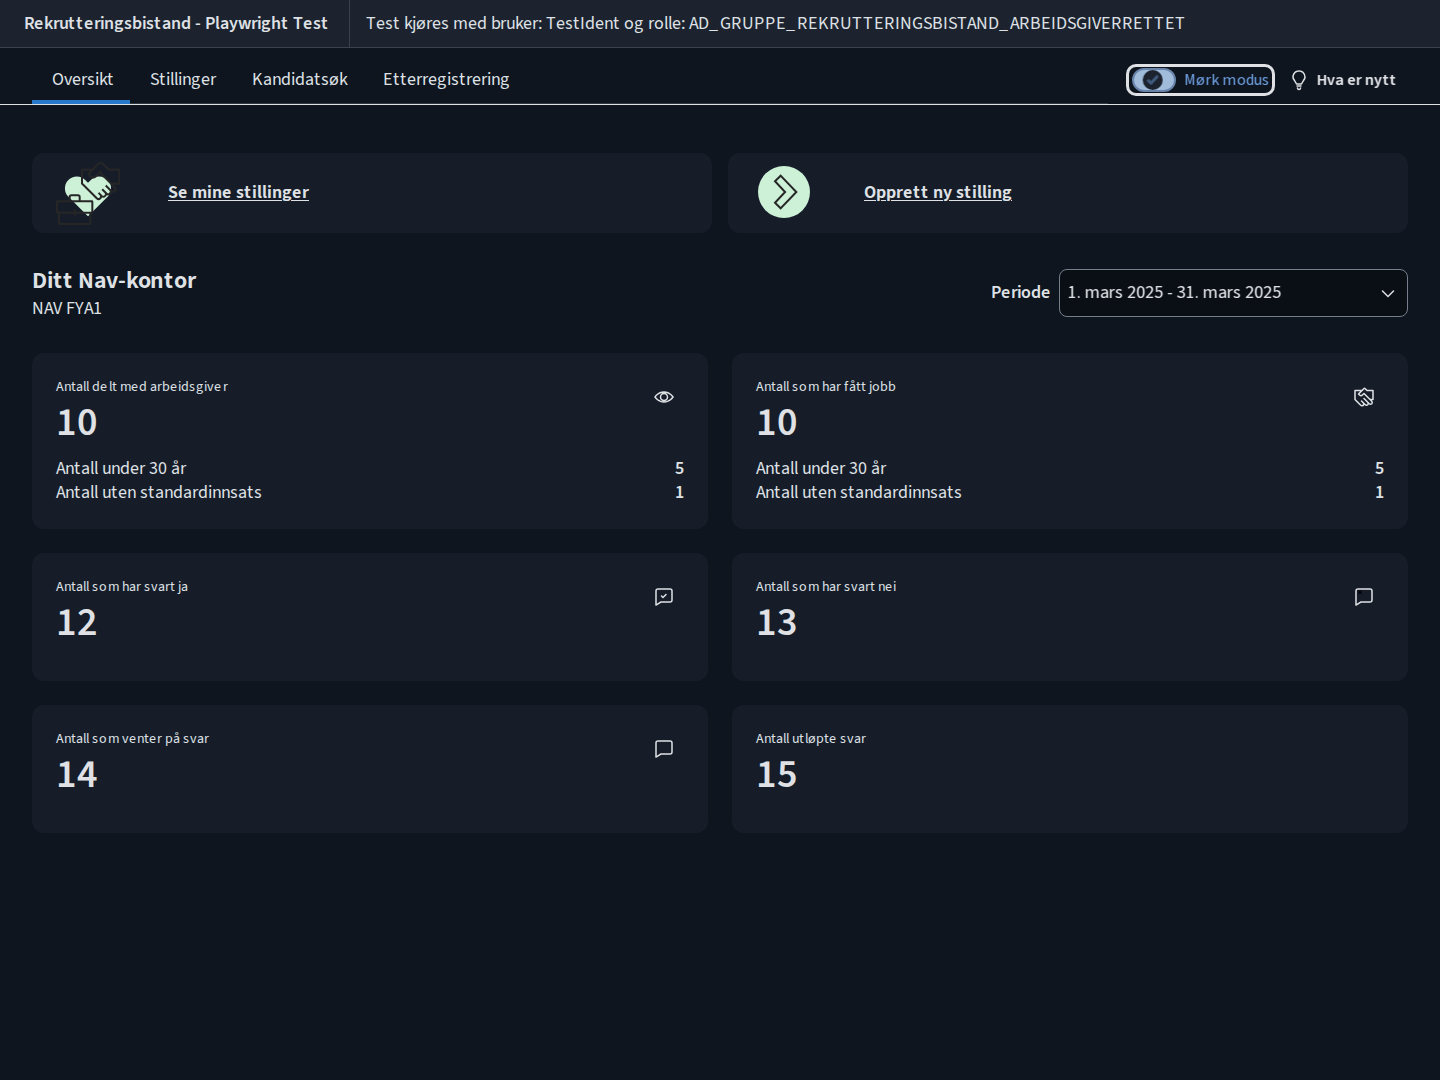 Rekrutteringsbistand - Playwright Test
Test kjøres med bruker: TestIdent og rolle: AD_GRUPPE_REKRUTTERINGSBISTAND_ARBEIDSGIVERRETTET
Oversikt
Stillinger
Kandidatsøk
Etterregistrering
Mørk modus
Hva er nytt
Se mine stillinger
Opprett ny stilling
Ditt Nav-kontor
NAV FYA1
Periode
1. mars 2025 - 31. mars 2025
Antall delt med arbeidsgiver
10
Antall under 30 år 5
Antall uten standardinnsats 1
Antall som har fått jobb
10
Antall under 30 år 5
Antall uten standardinnsats 1
Antall som har svart ja
12
Antall som har svart nei
13
Antall som venter på svar
14
Antall utløpte svar
15